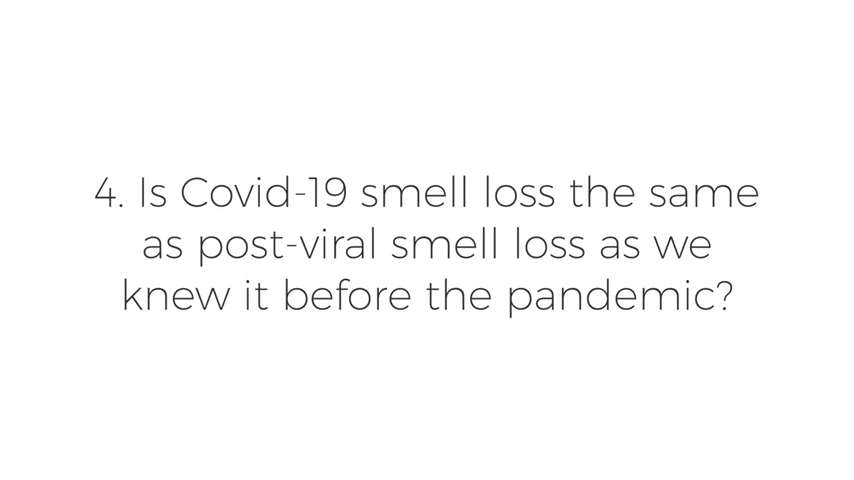 4. Is Covid-19 smell loss the same
as post-viral smell loss as we
knew it before the pandemic?